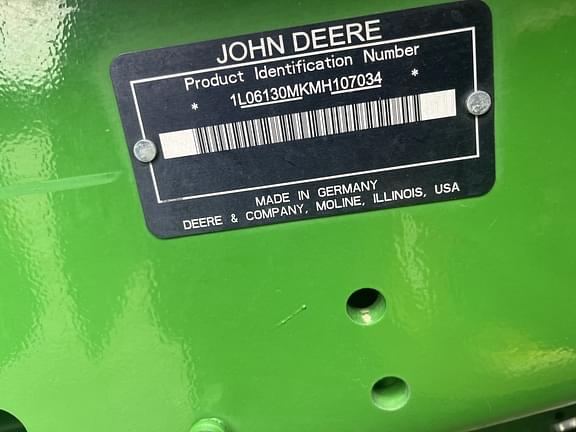 JOHN DEERE
Product Identification Number
* 1L06130MKMH107034 *
MADE IN GERMANY
DEERE & COMPANY, MOLINE, ILLINOIS, USA